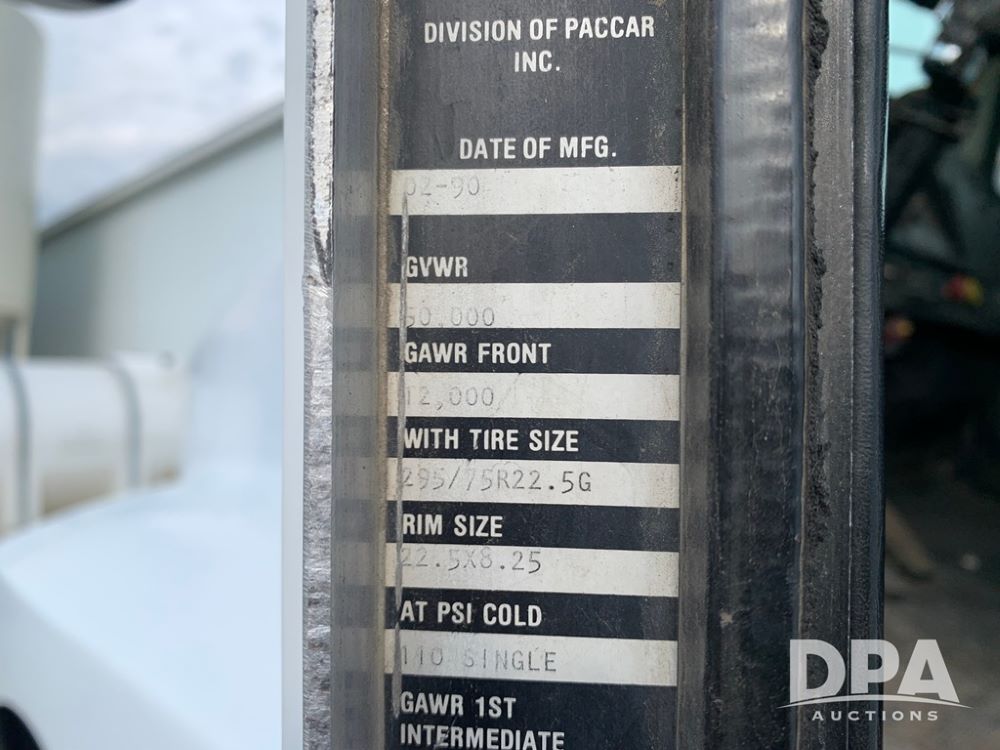 DIVISION OF PACCAR
INC.
DATE OF MFG.
02-90
GVWR
50,000
GAWR FRONT
12,000
WITH TIRE SIZE
295/75R22.5G
RIM SIZE
22.5X8.25
AT PSI COLD
110 SINGLE
GAWR 1ST
INTERMEDIATE
DPA
AUCTIONS